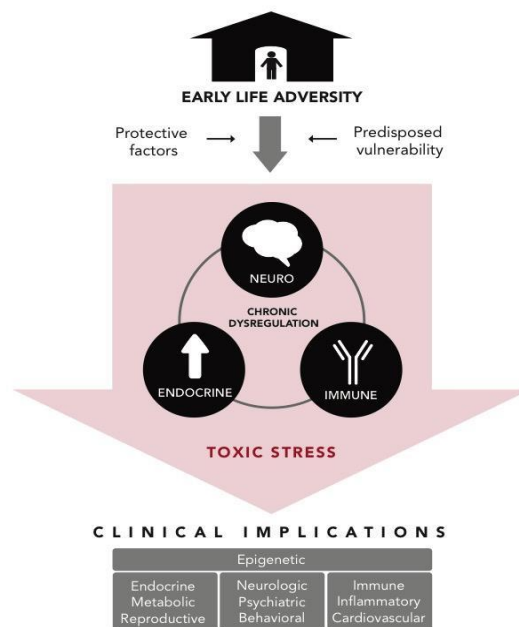 EARLY LIFE ADVERSITY
Protective
factors
Predisposed
vulnerability
NEURO
CHRONIC
DYSREGULATION
ENDOCRINE
IMMUNE
TOXIC STRESS
CLINICAL IMPLICATIONS
Epigenetic
Endocrine
Metabolic
Reproductive
Neurologic
Psychiatric
Behavioral
Immune
Inflammatory
Cardiovascular